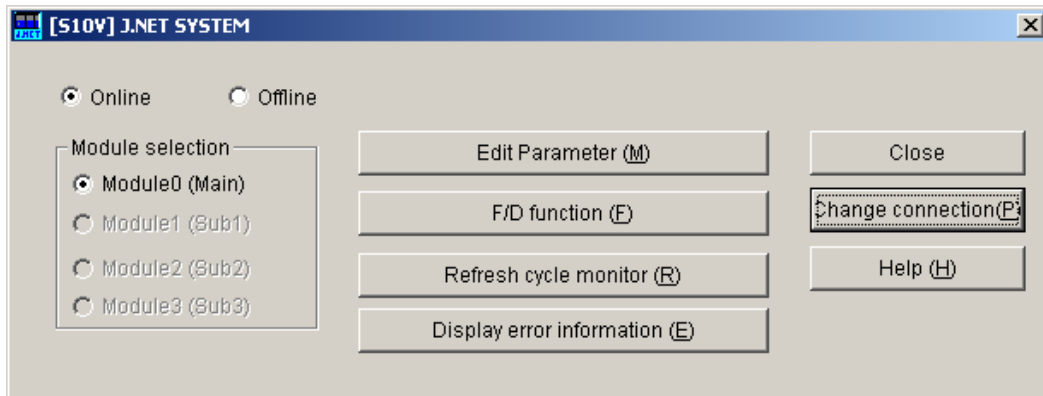 [S10V] J.NET SYSTEM
J.NET
Online
Offline
Module selection
Module0 (Main)
Module1 (Sub1)
Module2 (Sub2)
Module3 (Sub3)
Edit Parameter (M)
F/D function (F)
Refresh cycle monitor (R)
Display error information (E)
Close
Change connection(P
Help (H)